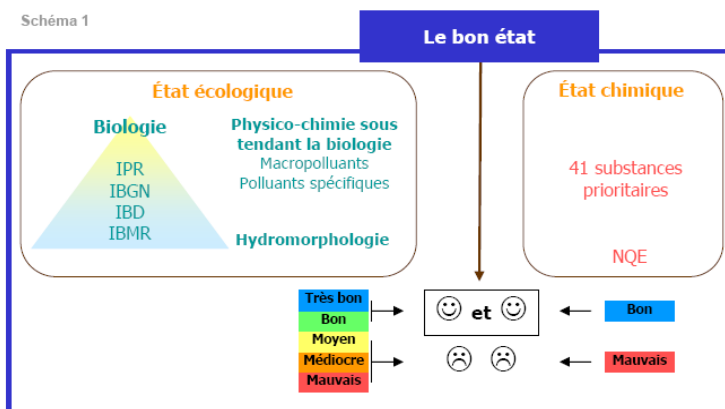 Schéma 1
Le bon état
État écologique
Biologie
IPR
IBGN
IBD
IBMR
Physico-chimie sous
tendant la biologie
Macropolluants
Polluants spécifiques
Hydromorphologie
État chimique
41 substances
prioritaires
NQE
Très bon
Bon
Moyen
Médiocre
Mauvais
et
Bon
Mauvais